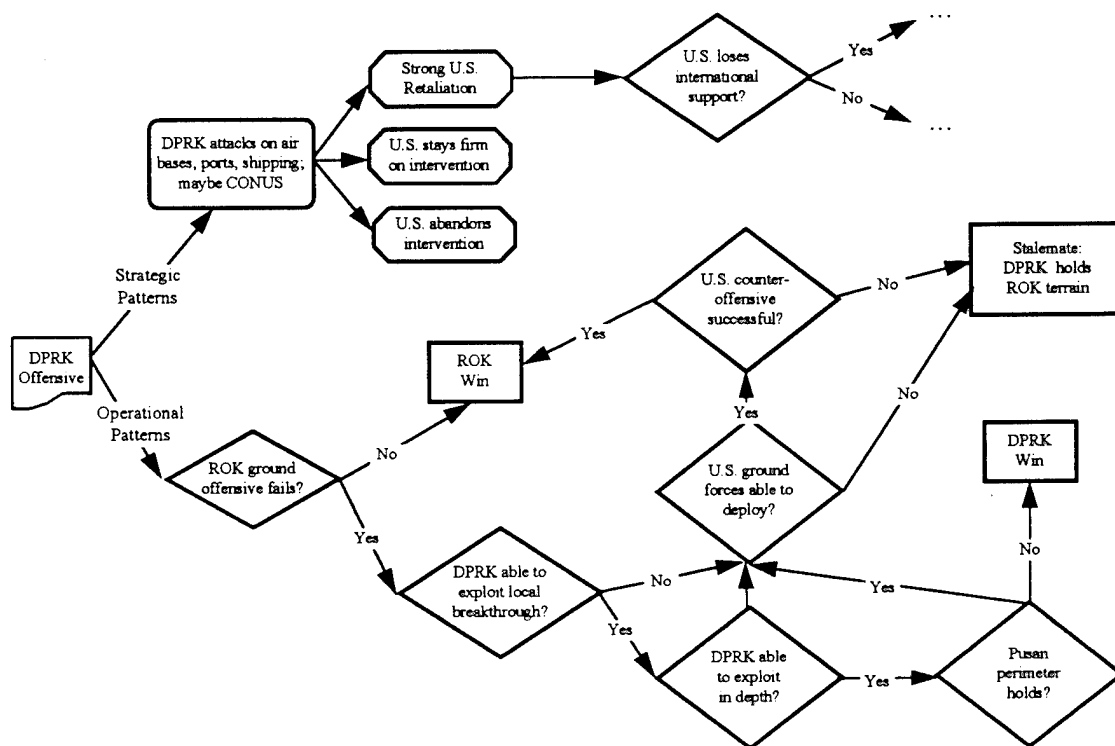 ...
Yes
U.S. loses
international
support?
No
...
Strong U.S.
Retaliation
DPRK attacks on air
bases, ports, shipping;
maybe CONUS
U.S. stays firm
on intervention
U.S. abandons
intervention
Strategic
Patterns
DPRK
Offensive
Operational
Patterns
ROK ground
offensive fails?
No
ROK
Win
Yes
U.S. counter-
offensive
successful?
No
Stalemate:
DPRK holds
ROK terrain
Yes
No
U.S. ground
forces able to
deploy?
DPRK
Win
No
Yes
DPRK able to
exploit local
breakthrough?
No
Yes
Yes
DPRK able
to exploit
in depth?
Yes
Pusan
perimeter
holds?